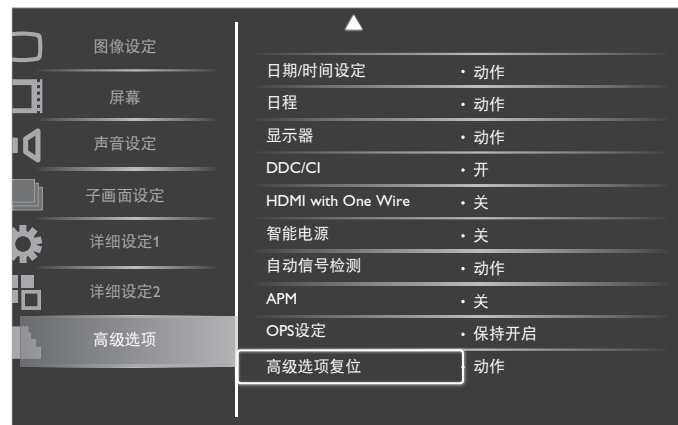 图像设定
屏幕
声音设定
子画面设定
详细设定1
详细设定2
高级选项
日期/时间设定 • 动作
日程 • 动作
显示器 • 动作
DDC/CI • 开
HDMI with One Wire • 关
智能电源 • 关
自动信号检测 • 动作
APM • 关
OPS设定 • 保持开启
高级选项复位 • 动作